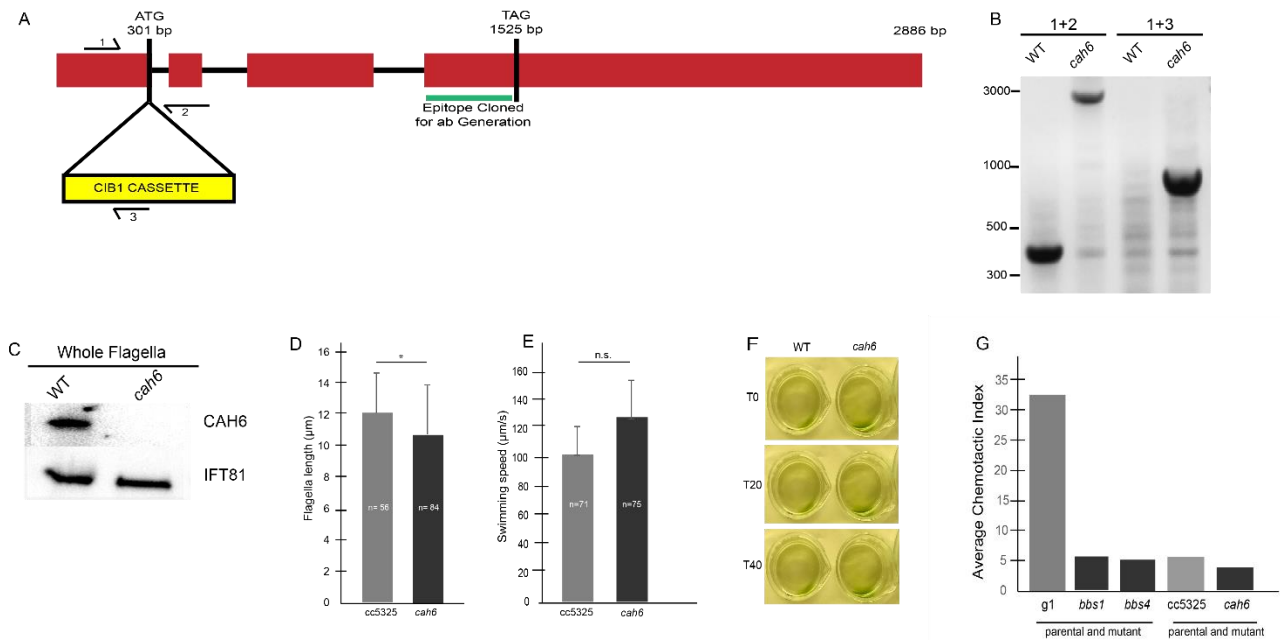 A
ATG
301 bp
TAG
1525 bp
2886 bp
1
2
Epitope Cloned
for ab Generation
CIB1 CASSETTE
3
B
1+2
1+3
WT
cah6
WT
cah6
3000
1000
500
300
C
Whole Flagella
WT
cah6
CAH6
IFT81
D
Flagella length (µm)
16
14
12
10
8
6
4
2
0
*
n= 56
n= 84
cc5325
cah6
E
Swimming speed (µm/s)
160
140
120
100
80
60
40
20
0
n.s.
n=71
n=75
cc5325
cah6
F
WT
cah6
T0
T20
T40
G
Average Chemotactic Index
35
30
25
20
15
10
5
0
g1
bbs1
bbs4
cc5325
cah6
parental and mutant
parental and mutant